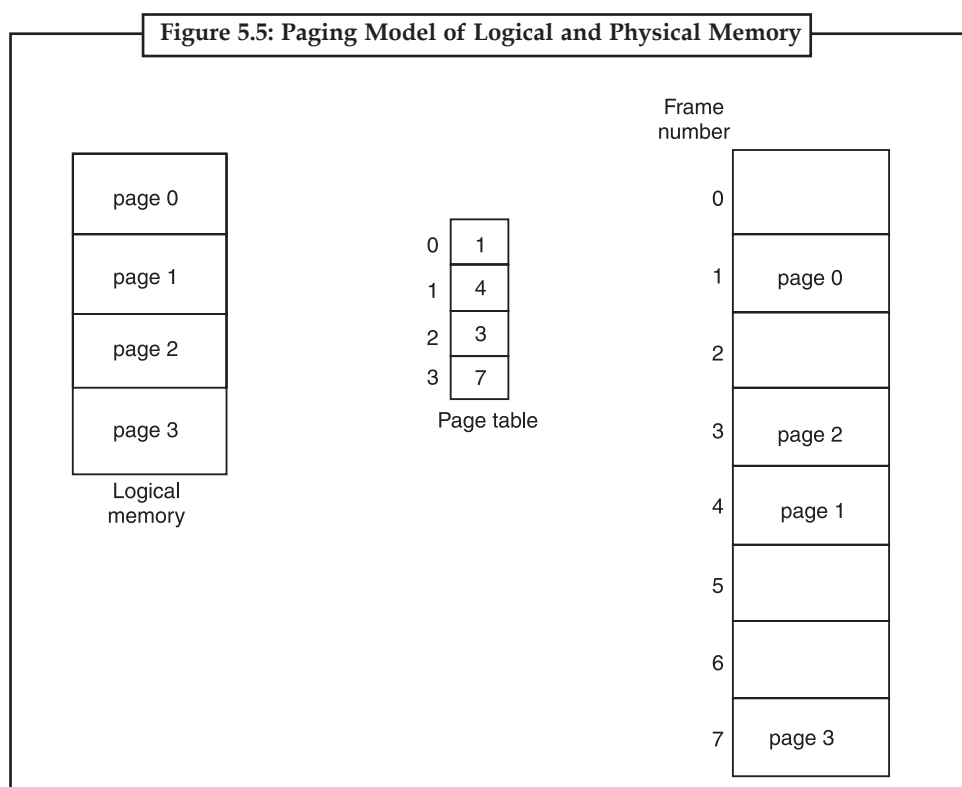 Figure 5.5: Paging Model of Logical and Physical Memory
page 0
page 1
page 2
page 3
Logical
memory
0 1
1 4
2 3
3 7
Page table
Frame
number
0
1 page 0
2
3 page 2
4 page 1
5
6
7 page 3